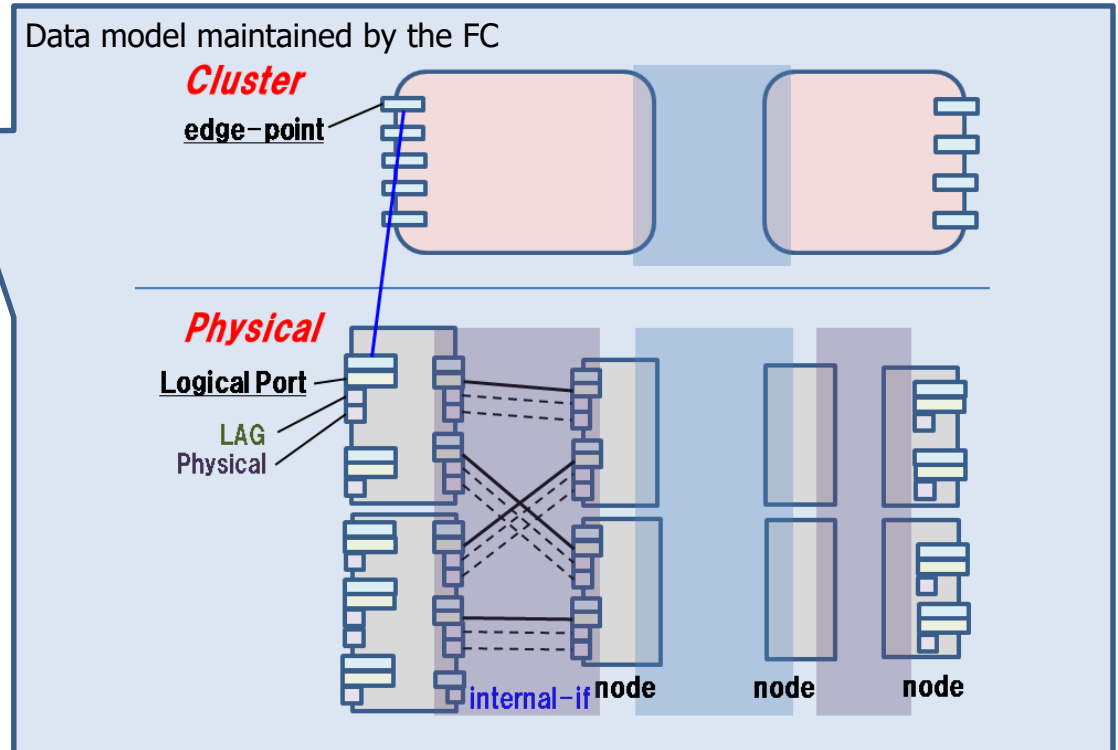 Data model maintained by the FC
Cluster
edge-point
Physical
Logical Port
LAG
Physical
internal-if
node
node
node